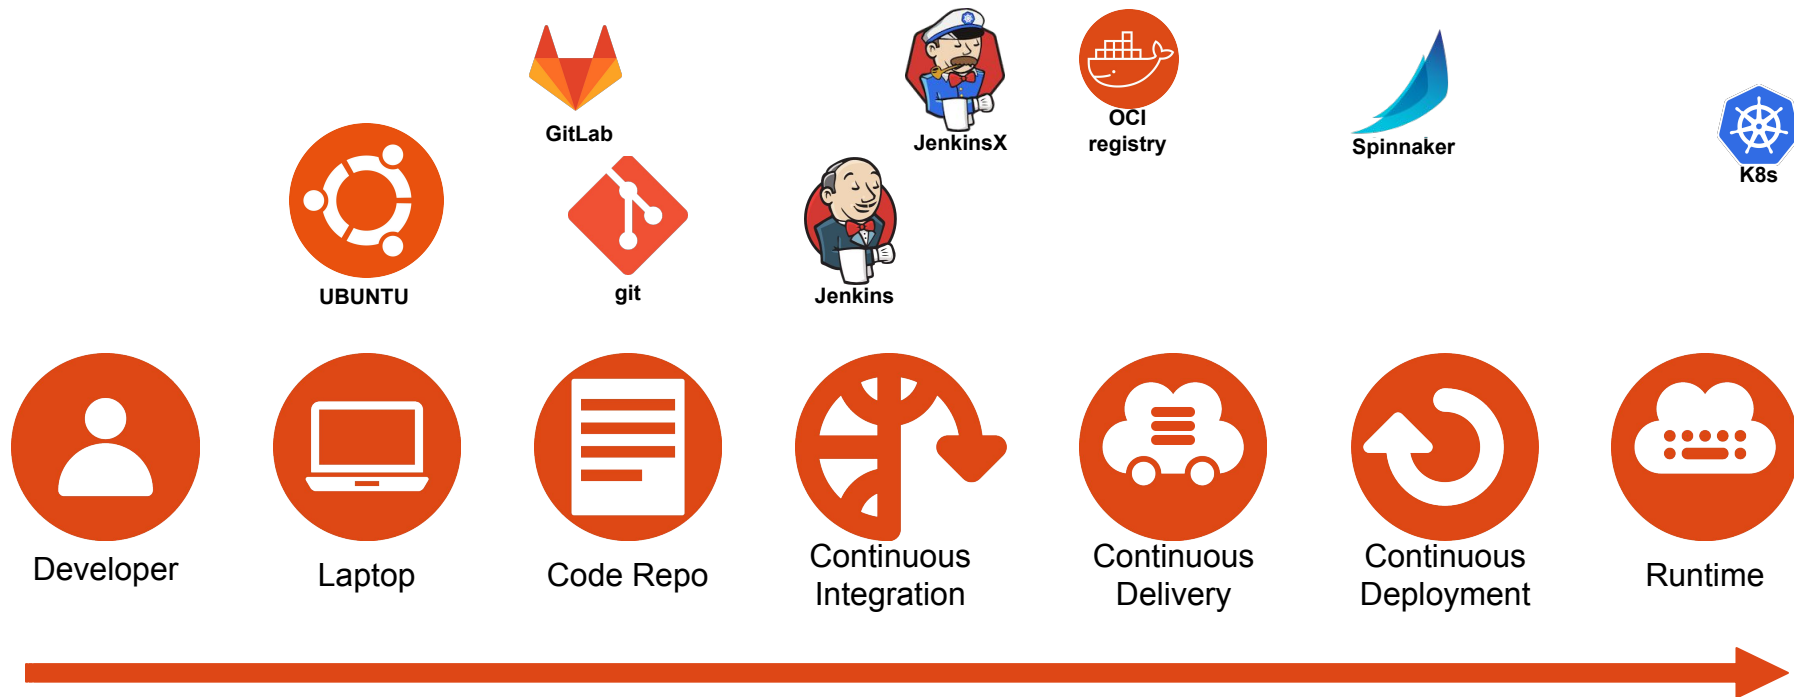 GitLab
JenkinsX
OCI
registry
Spinnaker
K8s
UBUNTU
git
Jenkins
Developer
Laptop
Code Repo
Continuous
Integration
Continuous
Delivery
Continuous
Deployment
Runtime